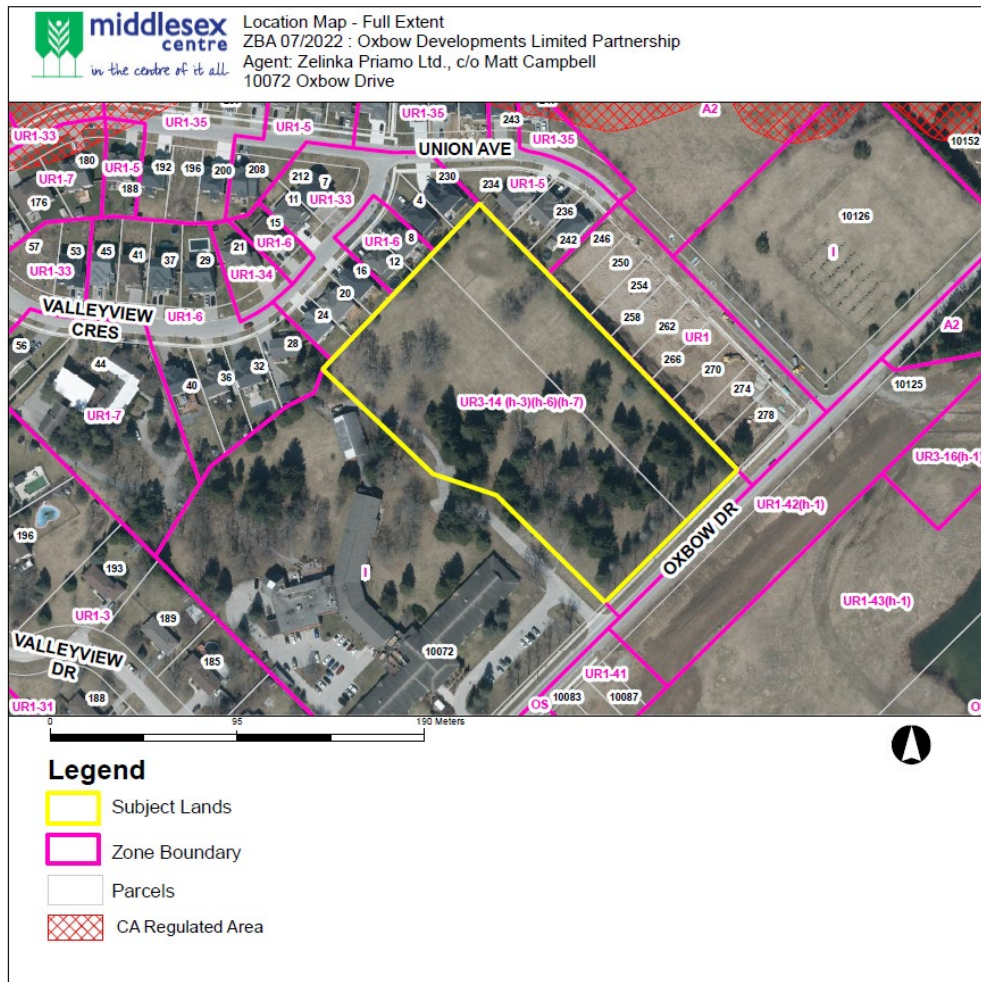 middlesex
centre
in the centre of it all
Location Map - Full Extent
ZBA 07/2022 : Oxbow Developments Limited Partnership
Agent: Zelinka Priamo Ltd., c/o Matt Campbell
10072 Oxbow Drive
UR1-33
UR1-35
UR1-5
UR1-35
243
UR1-35
A2
10152
UNION AVE
180
UR1-5
192
196
200
208
UR1-7
188
176
212
7
11
UR1-33
230
234
UR1-5
4
236
10126
57
53
45
41
37
29
21
15
UR1-6
UR1-6
8
12
242
246
I
UR1-33
UR1-34
16
250
254
VALLEYVIEW
CRES
UR1-6
20
24
258
262
UR1
A2
56
28
266
270
44
32
36
40
274
10125
UR1-7
UR3-14 (h-3)(h-6)(h-7)
278
UR3-16(h-1)
UR1-42(h-1)
196
OXBOW DR
193
I
UR1-43(h-1)
UR1-3
189
VALLEYVIEW
DR
185
10072
UR1-41
188
10083
10087
UR1-31
OS
0
95
190 Meters
Legend
Subject Lands
Zone Boundary
Parcels
CA Regulated Area